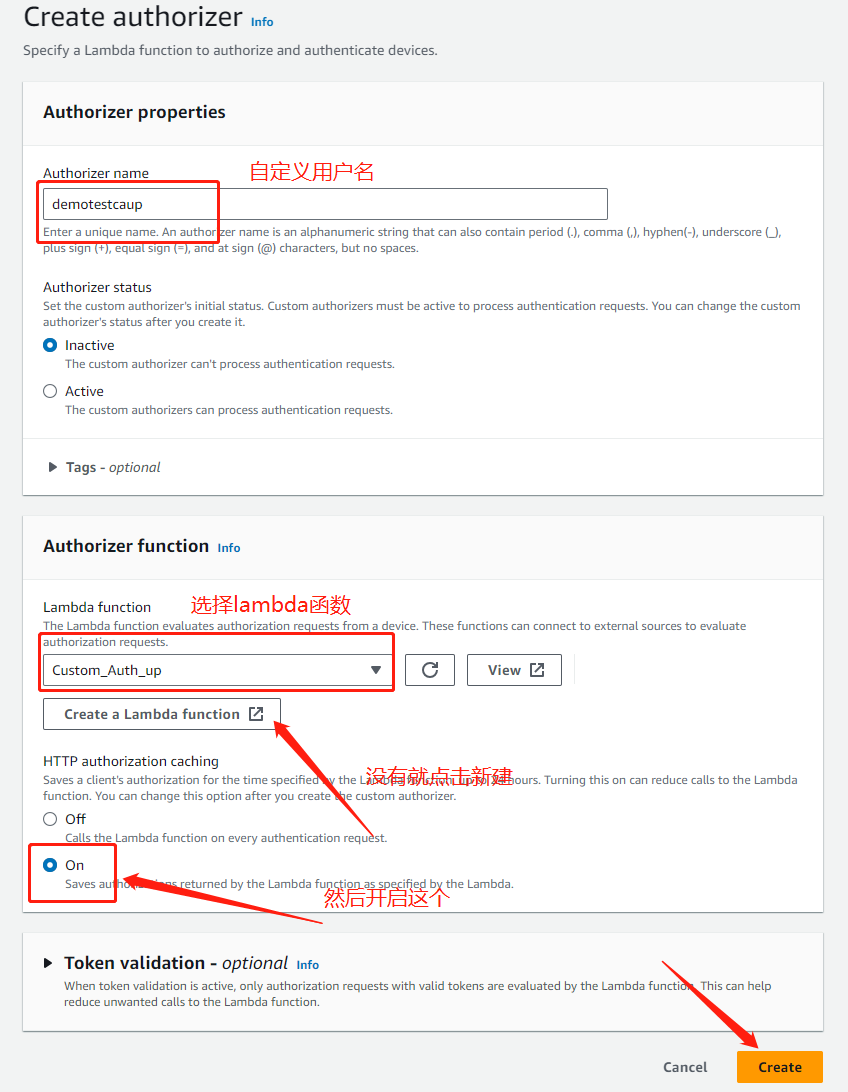 Create authorizer Info
Specify a Lambda function to authorize and authenticate devices.
Authorizer properties
Authorizer name
自定义用户名
demotestcaup
Enter a unique name. An authorizer name is an alphanumeric string that can also contain period (.), comma (,), hyphen(-), underscore (_),
plus sign (+), equal sign (=), and at sign (@) characters, but no spaces.
Authorizer status
Set the custom authorizer's initial status. Custom authorizers must be active to process authentication requests. You can change the custom
authorizer's status after you create it.
Inactive
The custom authorizer can't process authentication requests.
Active
The custom authorizers can process authentication requests.
Tags - optional
Authorizer function Info
Lambda function
选择lambda函数
The Lambda function evaluates authorization requests from a device. These functions can connect to external sources to evaluate
authorization requests.
Custom_Auth_up
View
Create a Lambda function
HTTP authorization caching
没有就点击新建
Saves a client's authorization for the time specified by the Lambda function, up to 24 hours. Turning this on can reduce calls to the Lambda
function. You can change this option after you create the custom authorizer.
Off
Calls the Lambda function on every authentication request.
On
Saves authorizations returned by the Lambda function as specified by the Lambda.
然后开启这个
Token validation - optional Info
When token validation is active, only authorization requests with valid tokens are evaluated by the Lambda function. This can help
reduce unwanted calls to the Lambda function.
Cancel
Create